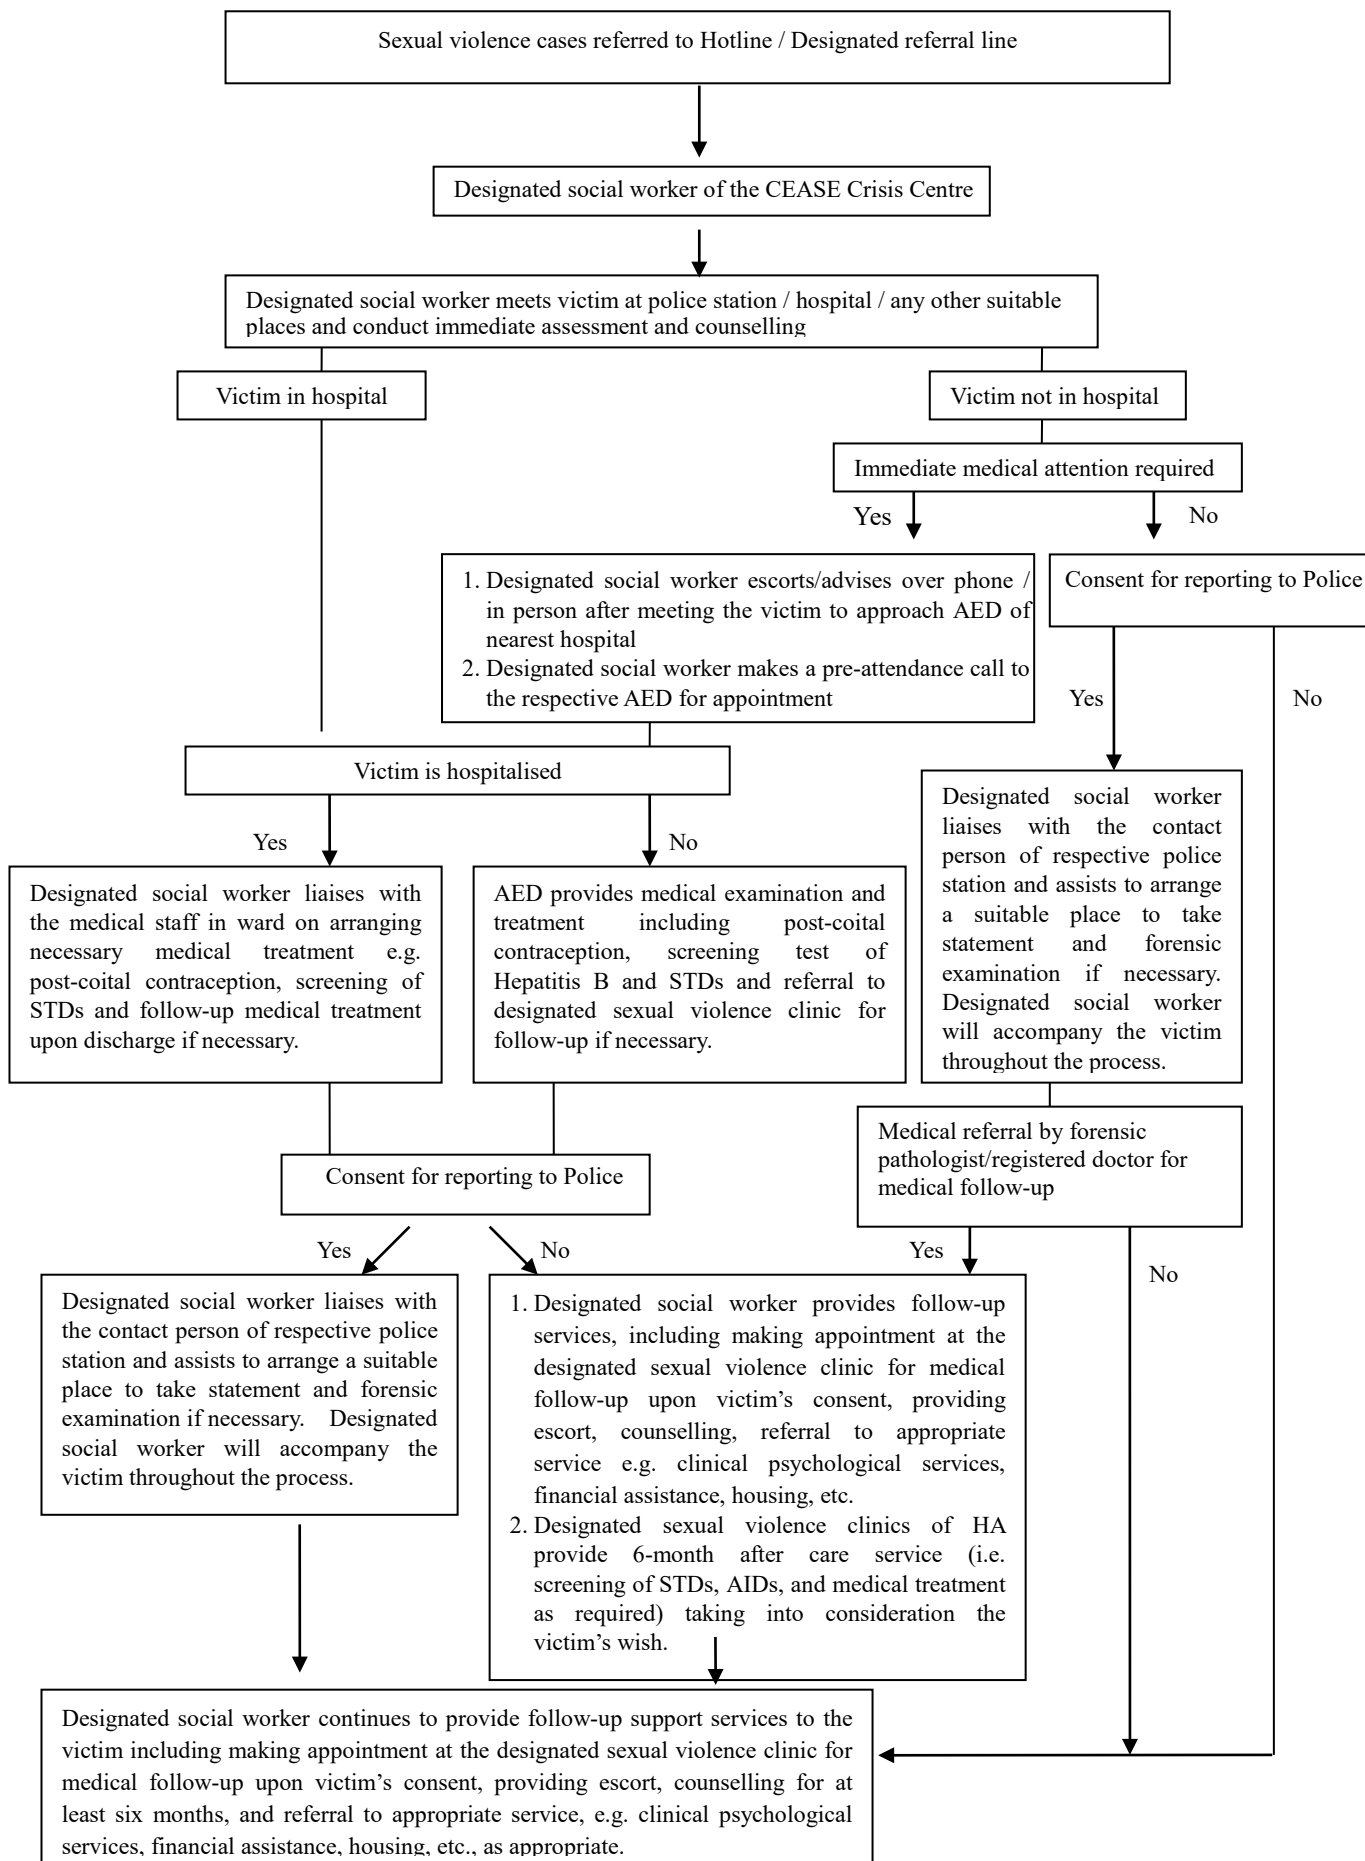 Sexual violence cases referred to Hotline / Designated referral line
Designated social worker of the CEASE Crisis Centre
Designated social worker meets victim at police station / hospital / any other suitable
places and conduct immediate assessment and counselling
Victim in hospital
Victim not in hospital
Immediate medical attention required
Yes
No
1. Designated social worker escorts/advises over phone /
in person after meeting the victim to approach AED of
nearest hospital
2. Designated social worker makes a pre-attendance call to
the respective AED for appointment
Consent for reporting to Police
Yes
No
Victim is hospitalised
Yes
No
Designated social worker liaises with
the medical staff in ward on arranging
necessary medical treatment e.g.
post-coital contraception, screening of
STDs and follow-up medical treatment
upon discharge if necessary.
AED provides medical examination and
treatment including post-coital
contraception, screening test of
Hepatitis B and STDs and referral to
designated sexual violence clinic for
follow-up if necessary.
Designated social worker
liaises with the contact
person of respective police
station and assists to arrange
a suitable place to take
statement and forensic
examination if necessary.
Designated social worker
will accompany the victim
throughout the process.
Medical referral by forensic
pathologist/registered doctor for
medical follow-up
Consent for reporting to Police
Yes
No
Yes
No
Designated social worker liaises with
the contact person of respective police
station and assists to arrange a suitable
place to take statement and forensic
examination if necessary. Designated
social worker will accompany the
victim throughout the process.
1. Designated social worker provides follow-up
services, including making appointment at the
designated sexual violence clinic for medical
follow-up upon victim's consent, providing
escort, counselling, referral to appropriate
service e.g. clinical psychological services,
financial assistance, housing, etc.
2. Designated sexual violence clinics of HA
provide 6-month after care service (i.e.
screening of STDs, AIDs, and medical treatment
as required) taking into consideration the
victim's wish.
Designated social worker continues to provide follow-up support services to the
victim including making appointment at the designated sexual violence clinic for
medical follow-up upon victim's consent, providing escort, counselling for at
least six months, and referral to appropriate service, e.g. clinical psychological
services, financial assistance, housing, etc., as appropriate.